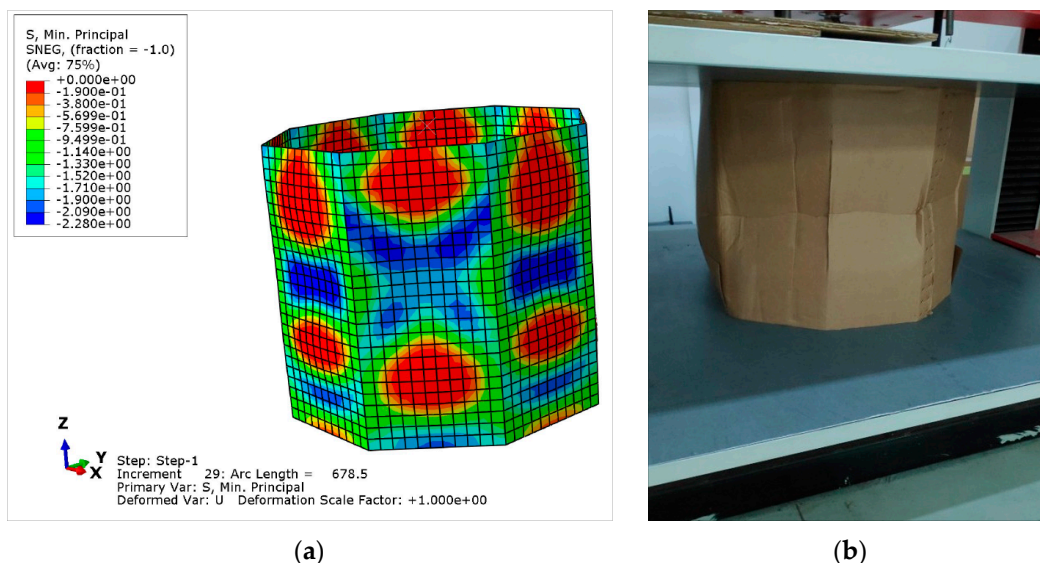 S, Min. Principal
SNEG, (fraction = -1.0)
(Avg: 75%)
+0.000e+00
-1.900e-01
-3.800e-01
-5.699e-01
-7.599e-01
-9.499e-01
-1.140e+00
-1.330e+00
-1.520e+00
-1.710e+00
-1.900e+00
-2.090e+00
-2.280e+00
Z
Y
X
Step: Step-1
Increment 29: Arc Length = 678.5
Primary Var: S, Min. Principal
Deformed Var: U Deformation Scale Factor: +1.000e+00
(a)
(b)